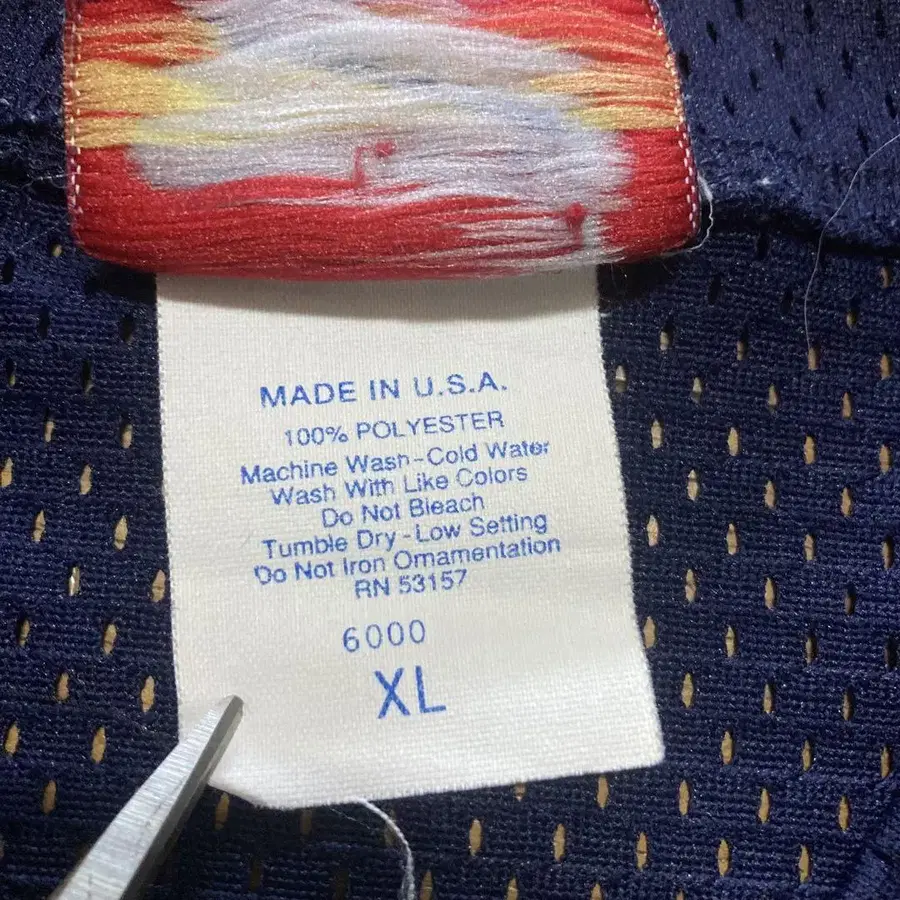 MADE IN U.S.A.
100% POLYESTER
Machine Wash-Cold Water
Wash With Like Colors
Do Not Bleach
Tumble Dry-Low Setting
Do Not Iron Ornamentation
RN 53157
6000
XL